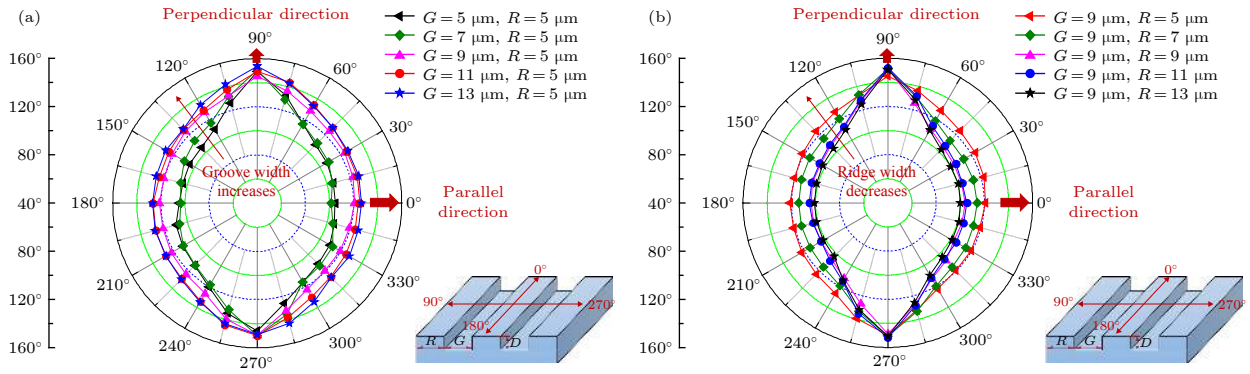 (a)
Perpendicular direction
90°
G = 5 μm, R = 5 μm
G = 7 μm, R = 5 μm
G = 9 μm, R = 5 μm
G = 11 μm, R = 5 μm
G = 13 μm, R = 5 μm
160°
120°
80°
40°
80°
120°
160°
120°
60°
150°
30°
180°
0°
210°
330°
240°
300°
270°
Groove width
increases
Parallel
direction
0°
90°
270°
180°
R
G
D
(b)
Perpendicular direction
90°
G = 9 μm, R = 5 μm
G = 9 μm, R = 7 μm
G = 9 μm, R = 9 μm
G = 9 μm, R = 11 μm
G = 9 μm, R = 13 μm
160°
120°
80°
40°
80°
120°
160°
120°
60°
150°
30°
180°
0°
210°
330°
240°
300°
270°
Ridge width
decreases
Parallel
direction
0°
90°
270°
180°
R
G
D